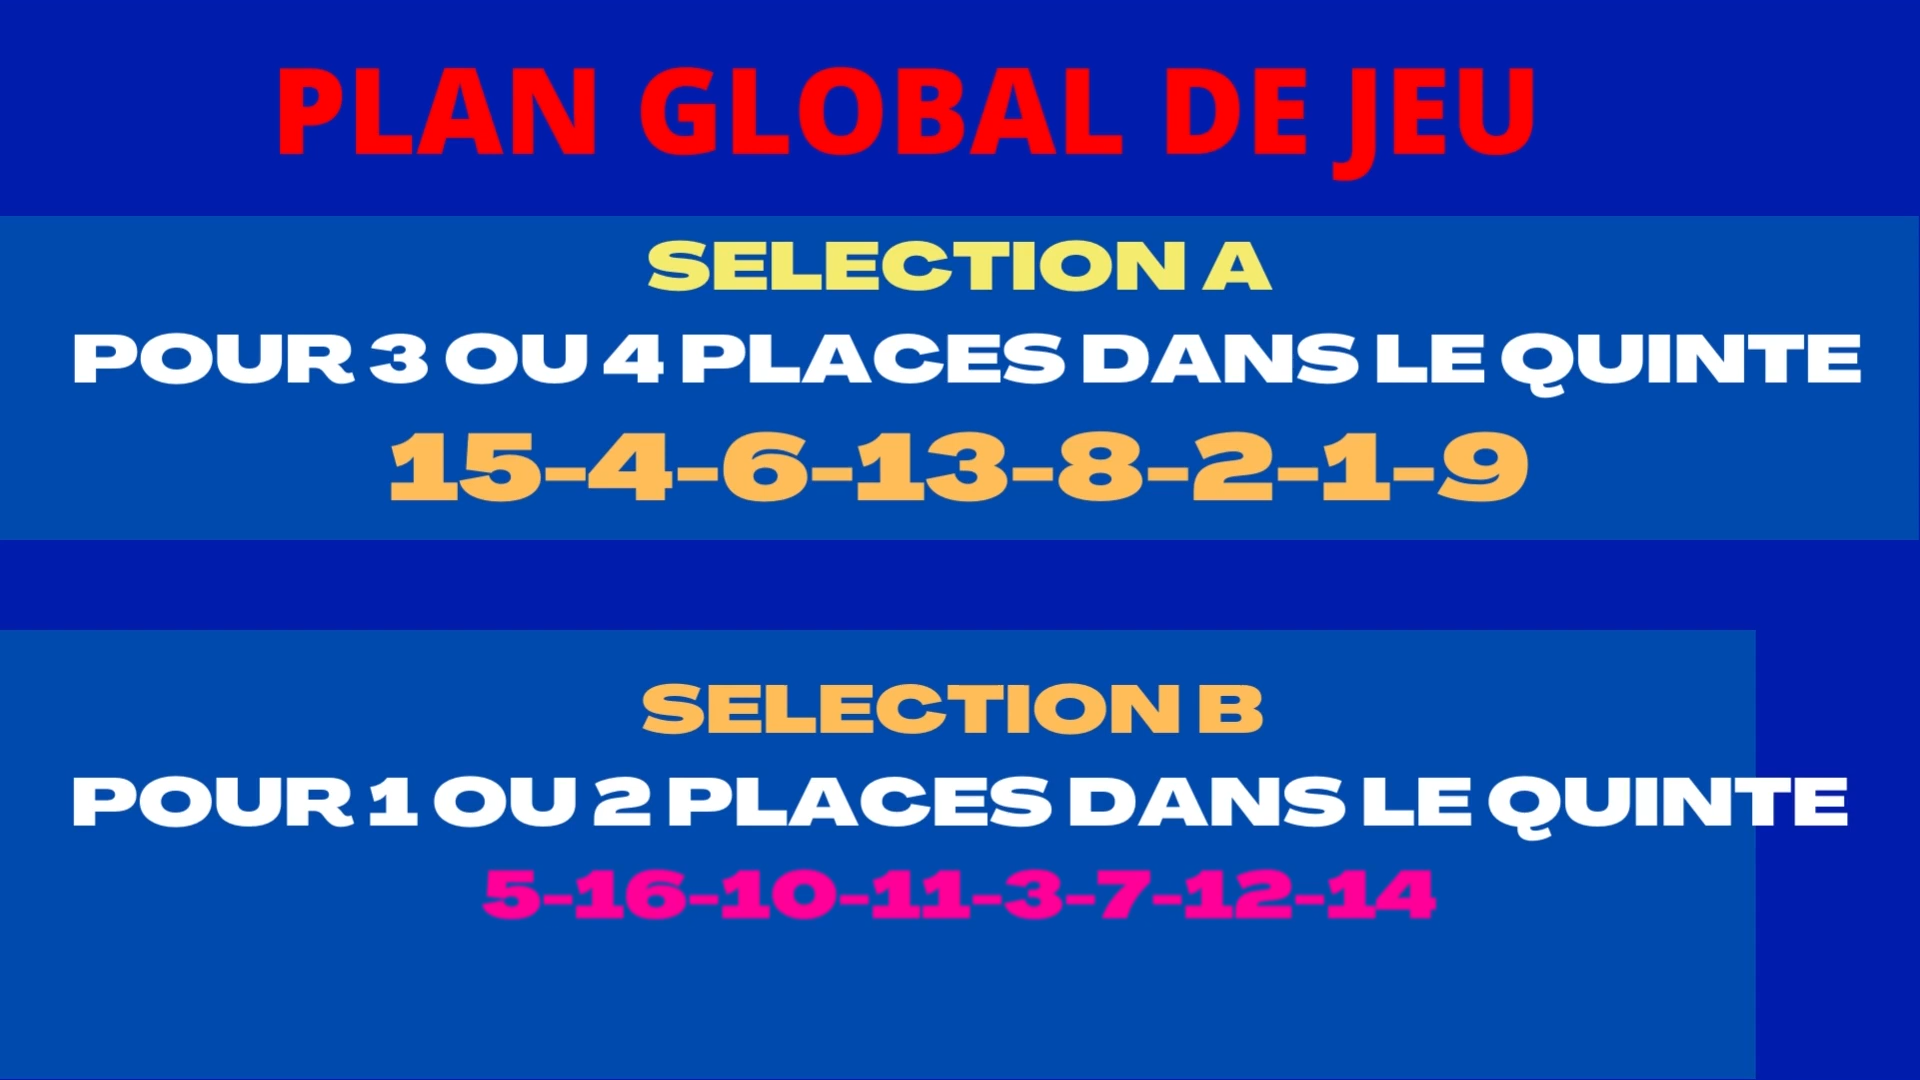 PLAN GLOBAL DE JEU
SELECTION A
POUR 3 OU 4 PLACES DANS LE QUINTE
15-4-6-13-8-2-1-9
SELECTION B
POUR 1 OU 2 PLACES DANS LE QUINTE
5-16-10-11-3-7-12-14